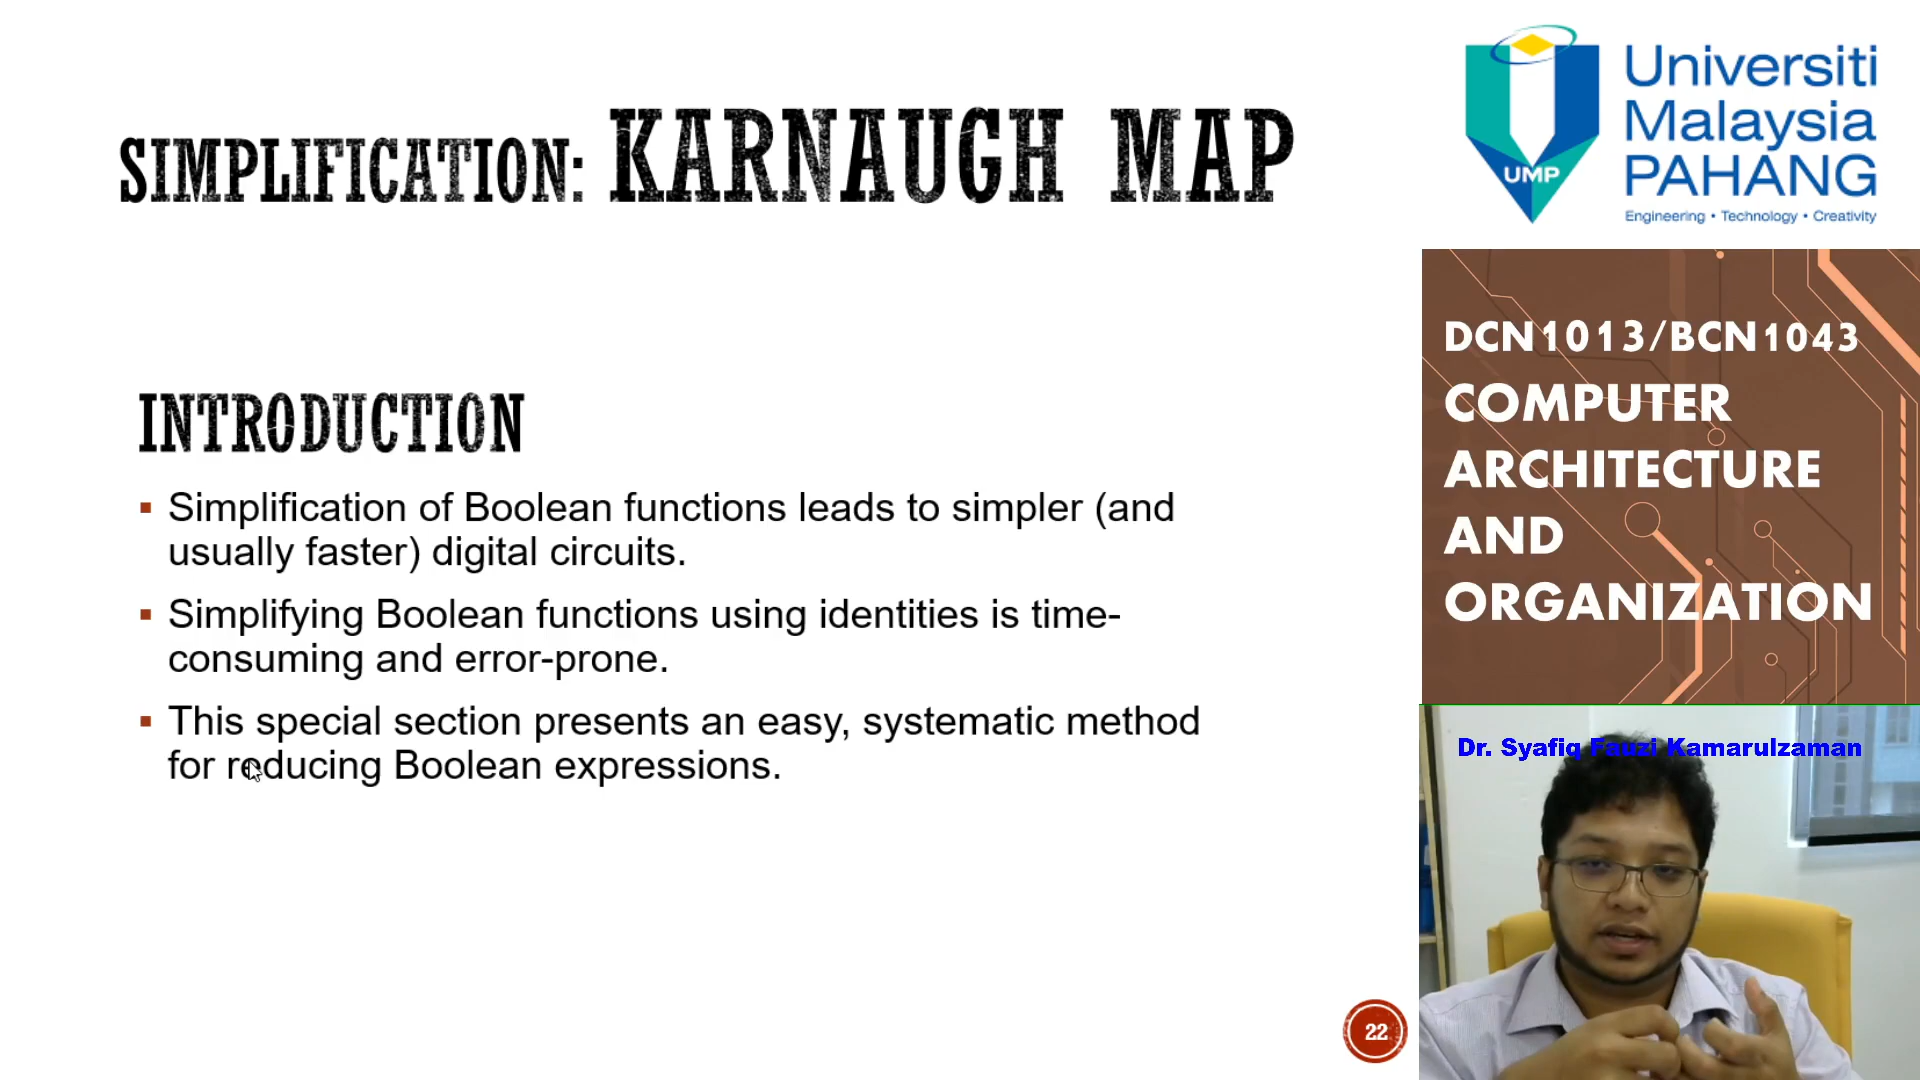 SIMPLIFICATION: KARNAUGH MAP
INTRODUCTION
▪ Simplification of Boolean functions leads to simpler (and
usually faster) digital circuits.
▪ Simplifying Boolean functions using identities is time-
consuming and error-prone.
▪ This special section presents an easy, systematic method
for reducing Boolean expressions.
22
UMP
Universiti
Malaysia
PAHANG
Engineering • Technology • Creativity
DCN1013/BCN1043
COMPUTER
ARCHITECTURE
AND
ORGANIZATION
Dr. Syafiq Fauzi Kamarulzaman